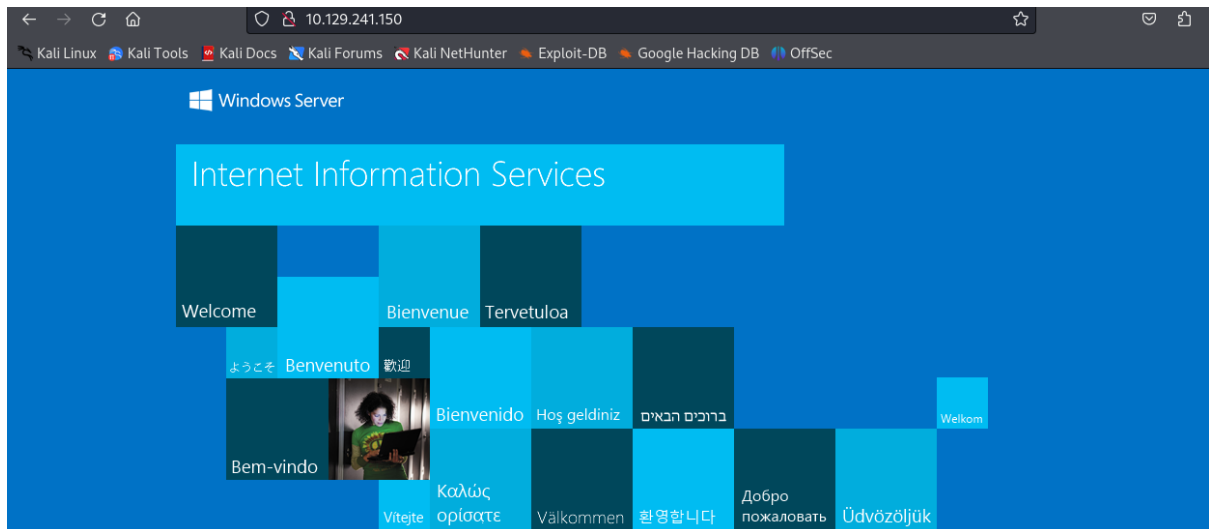 10.129.241.150
Kali Linux Kali Tools Kali Docs Kali Forums Kali NetHunter Exploit-DB Google Hacking DB OffSec
Windows Server
Internet Information Services
Welcome
Bienvenue
Tervetuloa
ようこそ
Benvenuto
歡迎
Bienvenido
Hoş geldiniz
ברוכים הבאים
Welkom
Bem-vindo
Vítejte
Καλώς
ορίσατε
Välkommen
환영합니다
Добро
пожаловать
Üdvözöljük